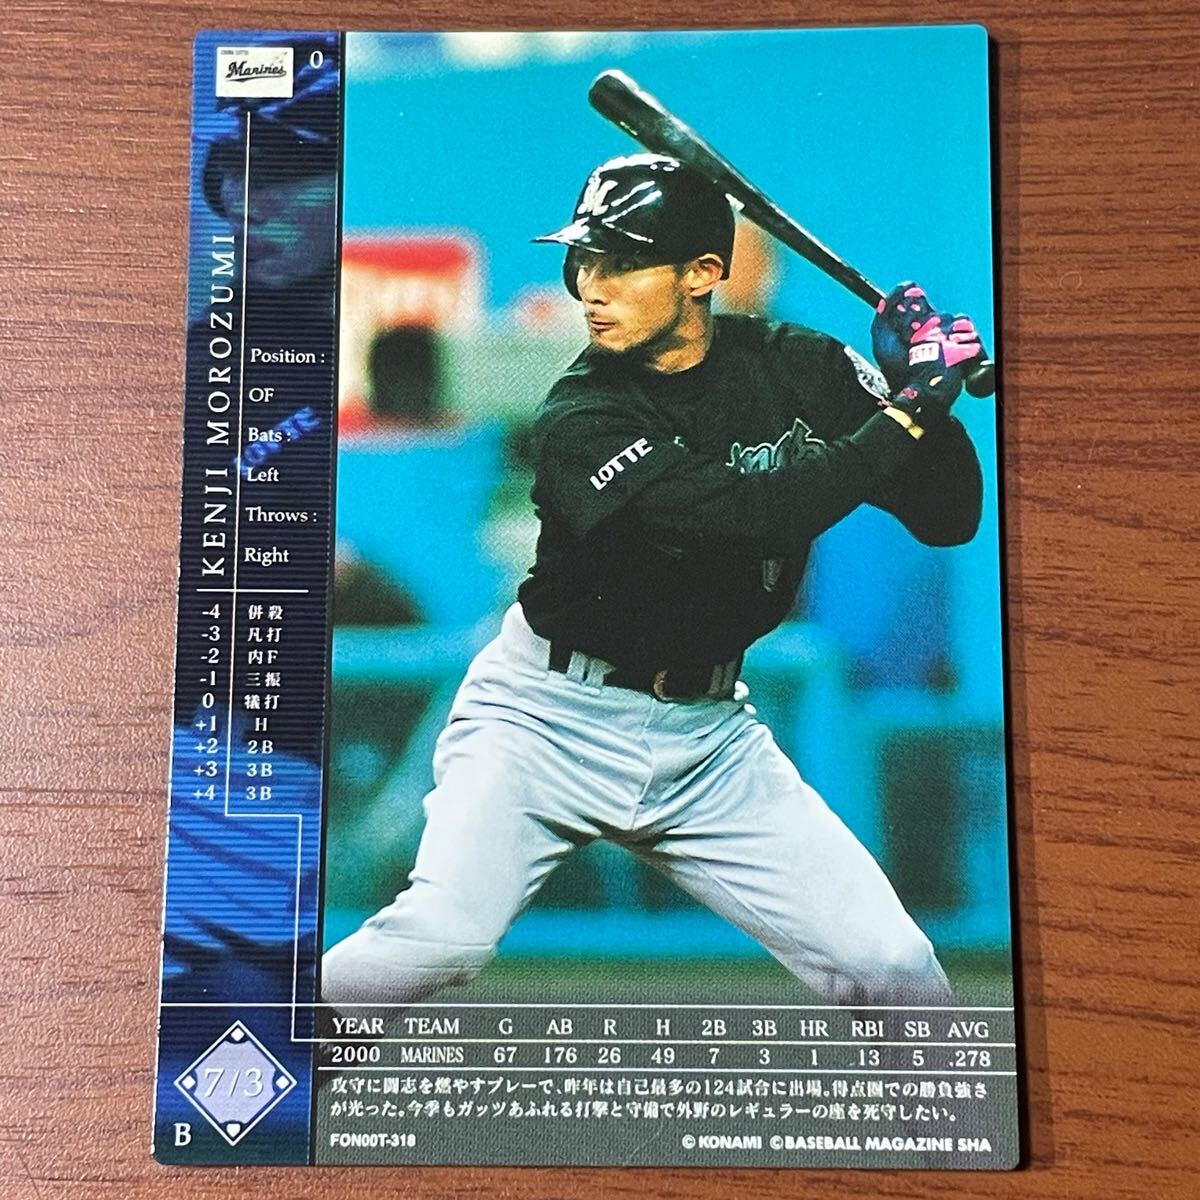 Marines
0
KENJI MOROZUMI
Position :
OF
Bats :
Left
Throws :
Right
-4 併殺
-3 凡打
-2 内F
-1 三振
0 犠打
+1 H
+2 2B
+3 3B
+4 3B
LOTTE
LOTTE
YEAR TEAM G AB R H 2B 3B HR RBI SB AVG
2000 MARINES 67 176 26 49 7 3 1 13 5 .278
攻守に闘志を燃やすプレーで、昨年は自己最多の124試合に出場。得点圏での勝負強さ
が光った。今季もガッツあふれる打撃と守備で外野のレギュラーの座を死守したい。
7/3
B
FON00T-318
©KONAMI ©BASEBALL MAGAZINE SHA